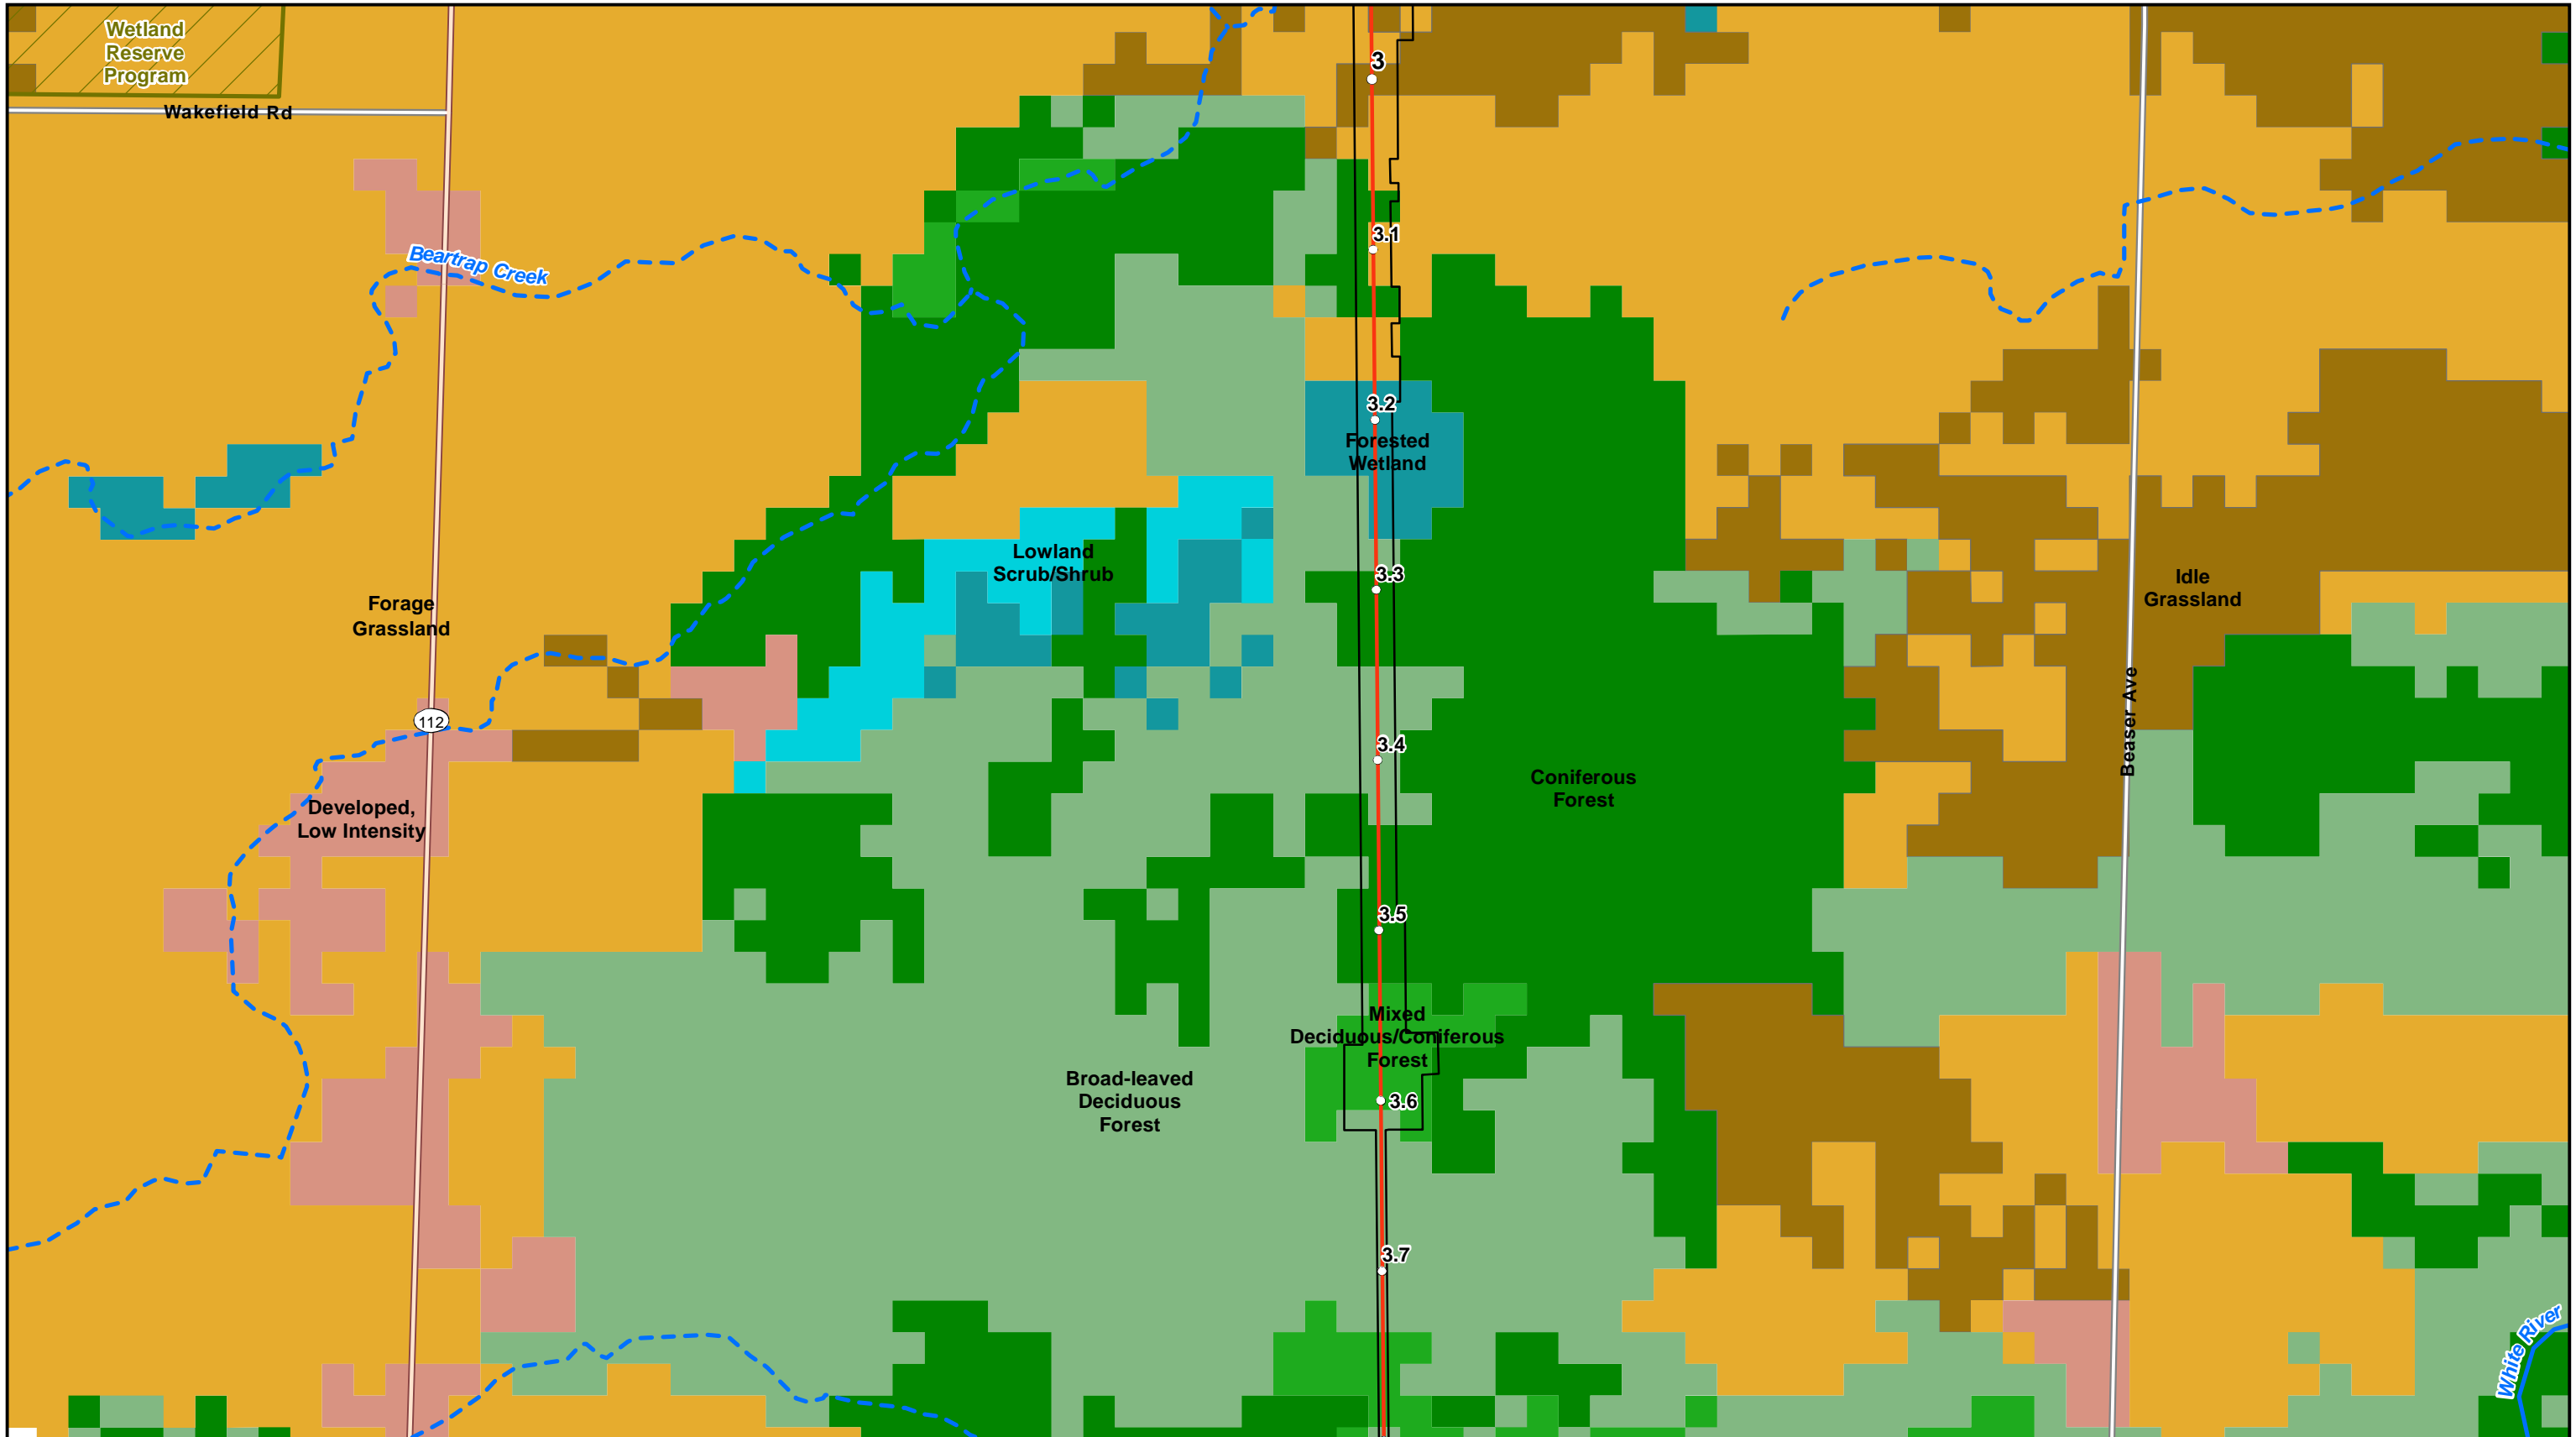 Wetland
Reserve
Program
3
Wakefield Rd
3.1
Beartrap Creek
3.2
Forested
Wetland
Lowland
Scrub/Shrub
3.3
Idle
Grassland
Forage
Grassland
Beaser Ave
112
3.4
Coniferous
Forest
Developed,
Low Intensity
3.5
Mixed
Deciduous/Coniferous
Forest
Broad-leaved
Deciduous
Forest
3.6
3.7
White River